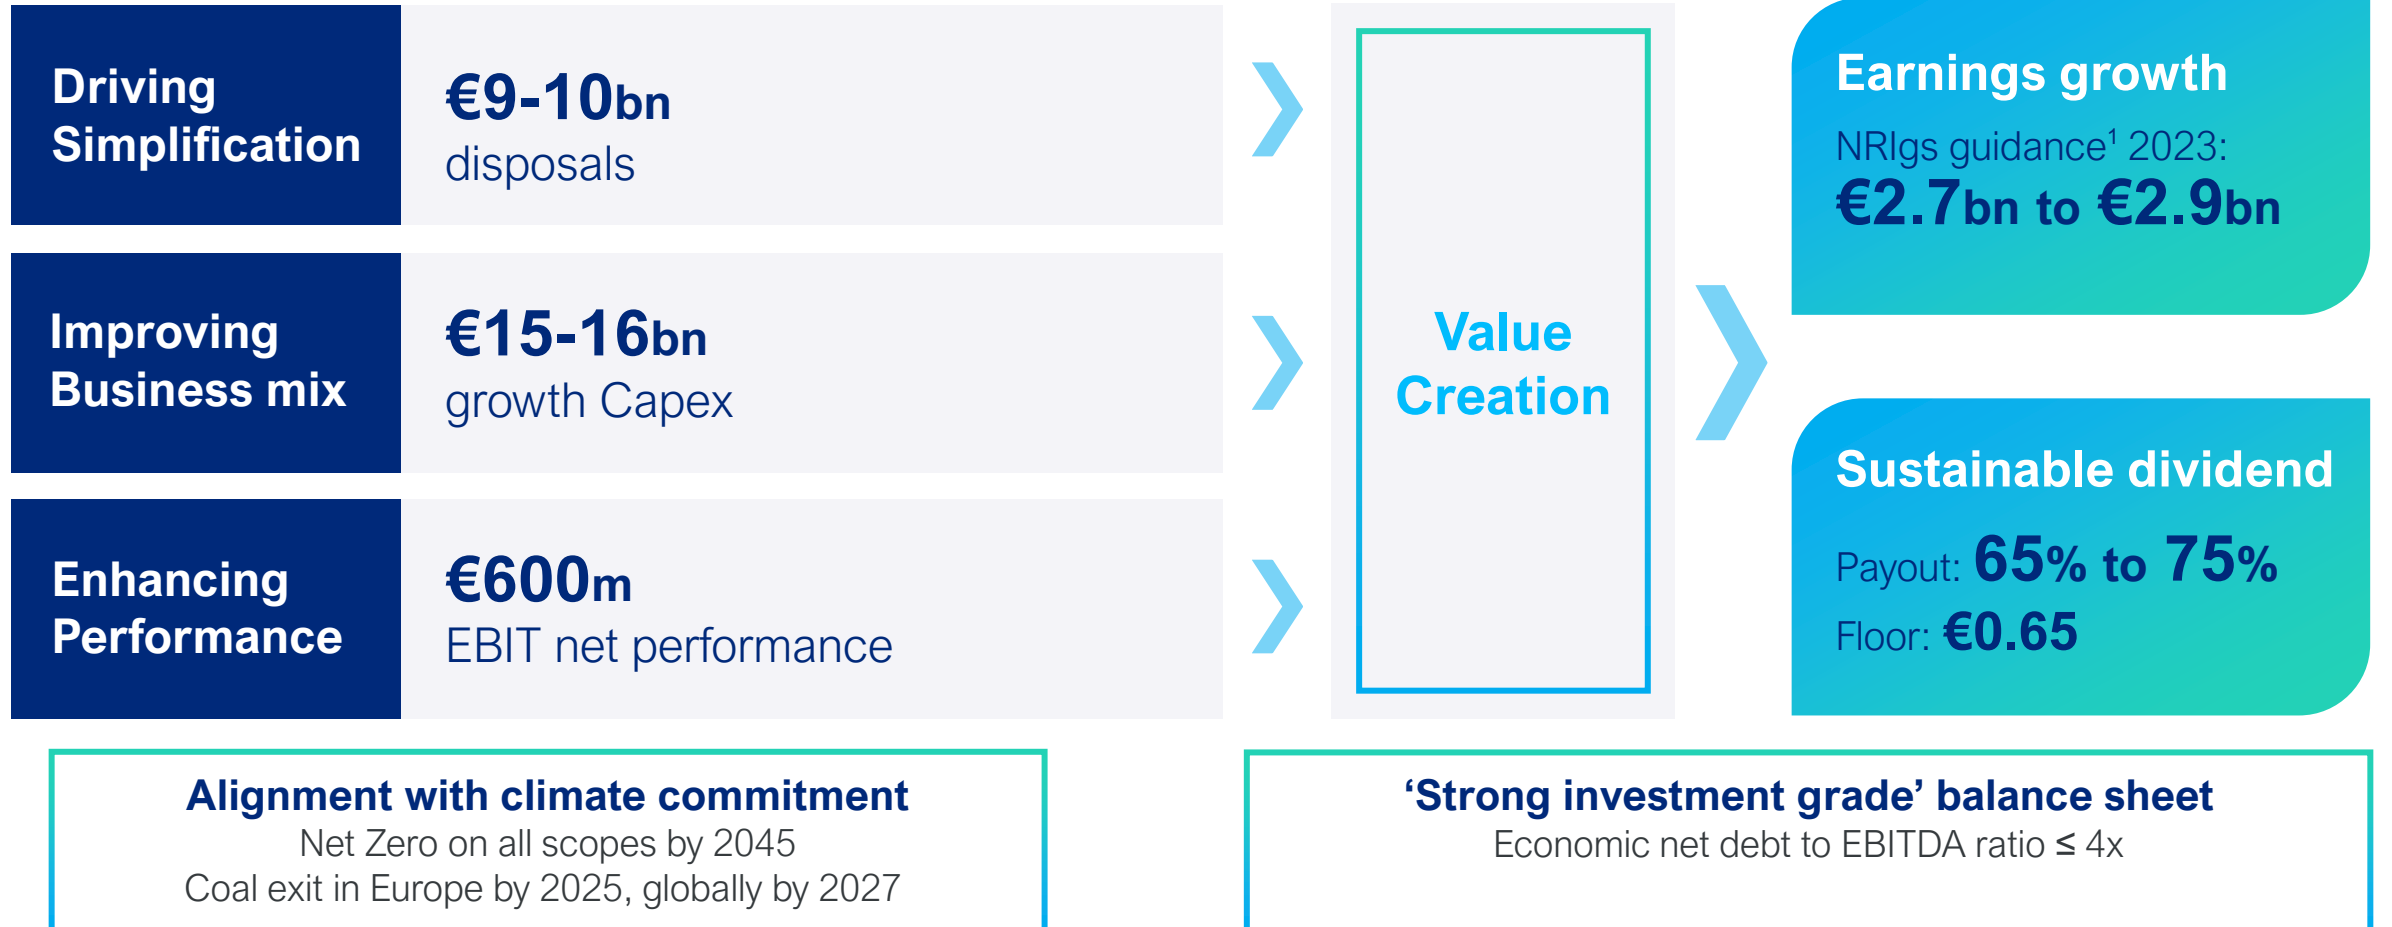 Driving
Simplification
€9-10bn
disposals
Improving
Business mix
€15-16bn
growth Capex
Enhancing
Performance
€600m
EBIT net performance
Value
Creation
Earnings growth
NRIgs guidance¹ 2023:
€2.7bn to €2.9bn
Sustainable dividend
Payout: 65% to 75%
Floor: €0.65
Alignment with climate commitment
Net Zero on all scopes by 2045
Coal exit in Europe by 2025, globally by 2027
‘Strong investment grade’ balance sheet
Economic net debt to EBITDA ratio ≤ 4x